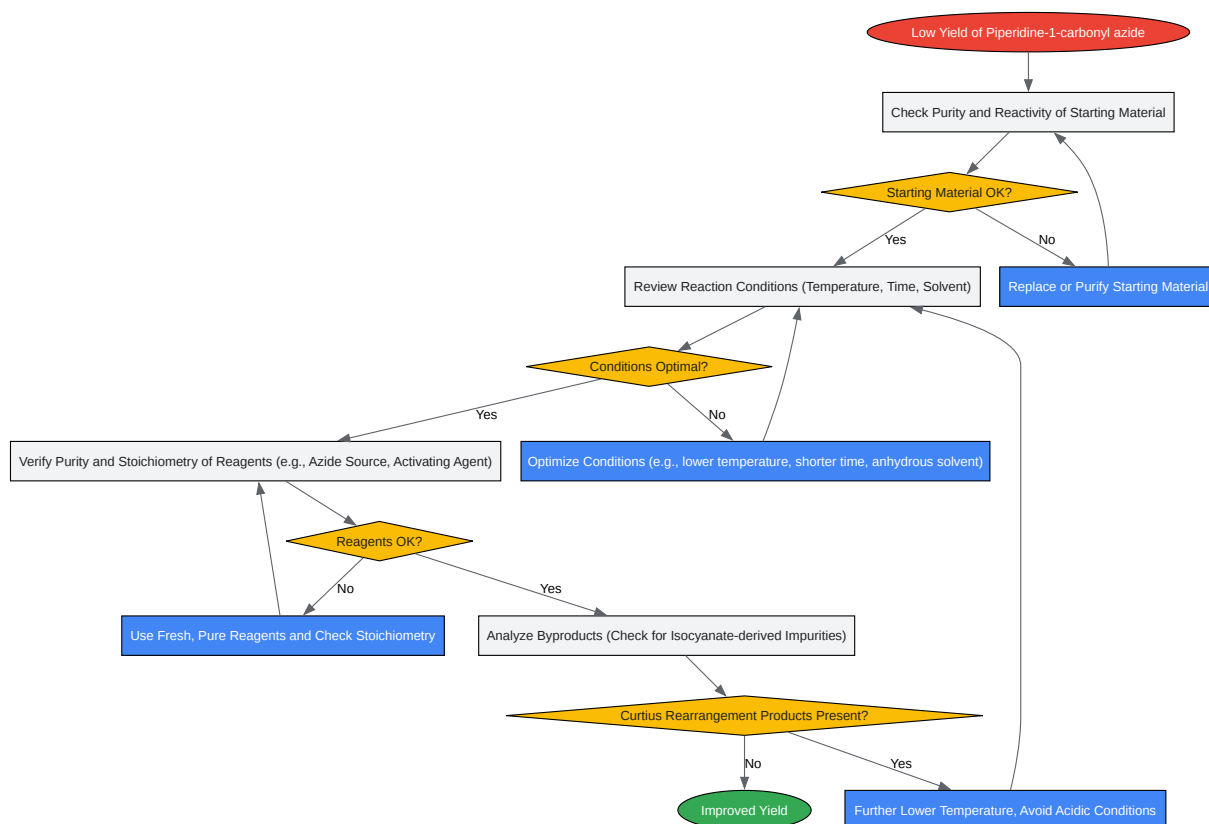 Low Yield of Piperidine-1-carbonyl azide
Check Purity and Reactivity of Starting Material
Starting Material OK?
Yes
No
Review Reaction Conditions (Temperature, Time, Solvent)
Replace or Purify Starting Material
Conditions Optimal?
Yes
No
Verify Purity and Stoichiometry of Reagents (e.g., Azide Source, Activating Agent)
Optimize Conditions (e.g., lower temperature, shorter time, anhydrous solvent)
Reagents OK?
No
Yes
Use Fresh, Pure Reagents and Check Stoichiometry
Analyze Byproducts (Check for Isocyanate-derived Impurities)
Curtius Rearrangement Products Present?
No
Yes
Improved Yield
Further Lower Temperature, Avoid Acidic Conditions